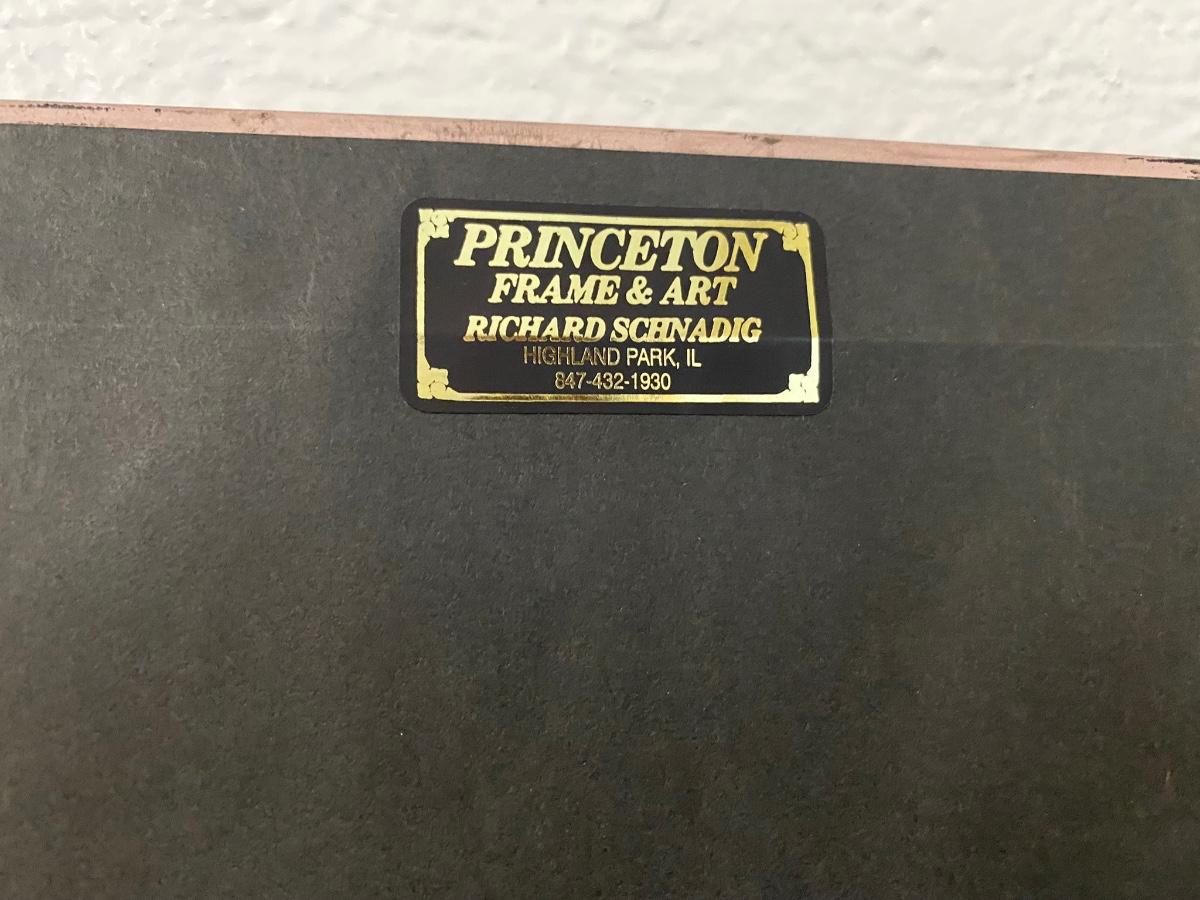 PRINCETON
FRAME & ART
RICHARD SCHNADIG
HIGHLAND PARK, IL
847-432-1930